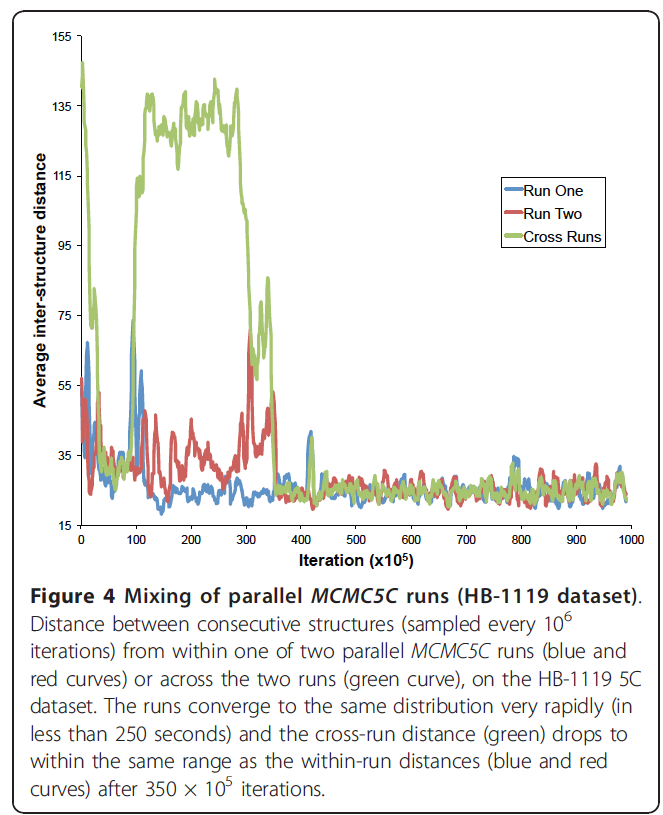 155
135
115
95
75
55
35
15
Average inter-structure distance
Run One
Run Two
Cross Runs
0 100 200 300 400 500 600 700 800 900 1000
Iteration (x10⁵)
Figure 4 Mixing of parallel MCMC5C runs (HB-1119 dataset).
Distance between consecutive structures (sampled every 10⁶
iterations) from within one of two parallel MCMC5C runs (blue and
red curves) or across the two runs (green curve), on the HB-1119 5C
dataset. The runs converge to the same distribution very rapidly (in
less than 250 seconds) and the cross-run distance (green) drops to
within the same range as the within-run distances (blue and red
curves) after 350 × 10⁵ iterations.